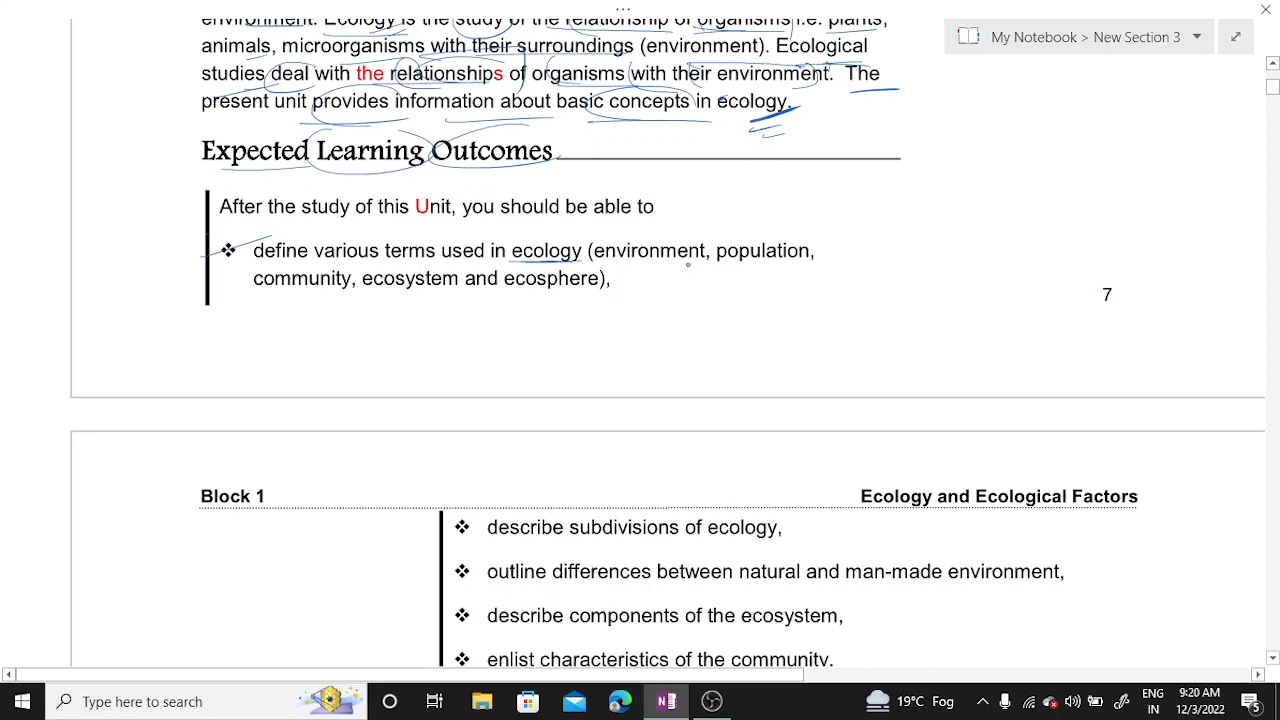 ...
My Notebook > New Section 3
environment. Ecology is the study of the relationship of organisms i.e. plants,
animals, microorganisms with their surroundings (environment). Ecological
studies deal with the relationships of organisms with their environment. The
present unit provides information about basic concepts in ecology.
Expected Learning Outcomes
After the study of this Unit, you should be able to
❖ define various terms used in ecology (environment, population,
community, ecosystem and ecosphere),
7
Block 1 Ecology and Ecological Factors
❖ describe subdivisions of ecology,
❖ outline differences between natural and man-made environment,
❖ describe components of the ecosystem,
❖ enlist characteristics of the community.
Type here to search
19°C Fog
ENG
IN
9:20 AM
12/3/2022
5